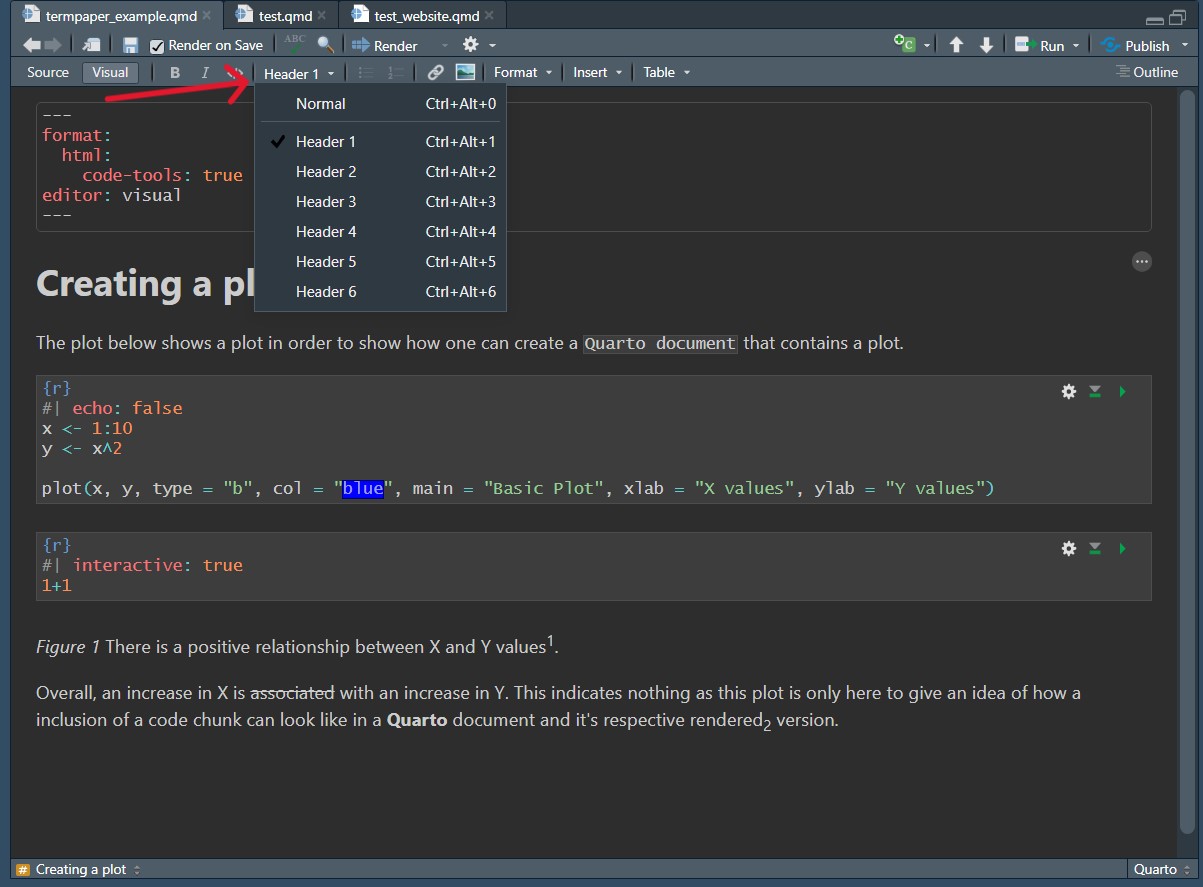 termpaper_example.qmd × test.qmd × test_website.qmd ×
Render on Save ABC Render C Run Publish
Source Visual B I </> Header 1 Format Insert Table Outline
Normal Ctrl+Alt+0
Header 1 Ctrl+Alt+1
Header 2 Ctrl+Alt+2
Header 3 Ctrl+Alt+3
Header 4 Ctrl+Alt+4
Header 5 Ctrl+Alt+5
Header 6 Ctrl+Alt+6
---
format:
  html:
    code-tools: true
editor: visual
---
Creating a pl
The plot below shows a plot in order to show how one can create a Quarto document that contains a plot.
{r}
#| echo: false
x <- 1:10
y <- x^2
plot(x, y, type = "b", col = "blue", main = "Basic Plot", xlab = "X values", ylab = "Y values")
{r}
#| interactive: true
1+1
Figure 1 There is a positive relationship between X and Y values1.
Overall, an increase in X is associated with an increase in Y. This indicates nothing as this plot is only here to give an idea of how a
inclusion of a code chunk can look like in a Quarto document and it's respective rendered2 version.
# Creating a plot Quarto